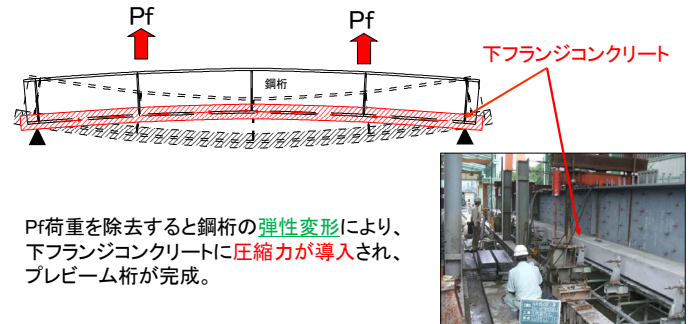 Pf
Pf
下フランジコンクリート
鋼桁
Pf荷重を除去すると鋼桁の弾性変形により、
下フランジコンクリートに圧縮力が導入され、
プレビーム桁が完成。